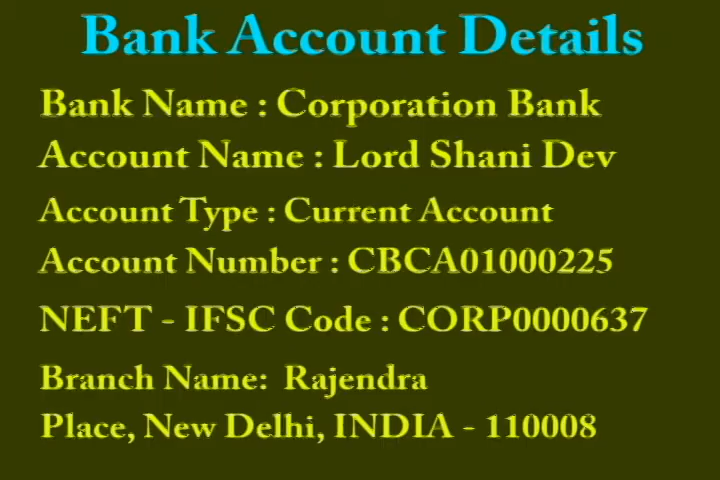 Bank Account Details
Bank Name : Corporation Bank
Account Name : Lord Shani Dev
Account Type : Current Account
Account Number : CBCA01000225
NEFT - IFSC Code : CORP0000637
Branch Name: Rajendra
Place, New Delhi, INDIA - 110008